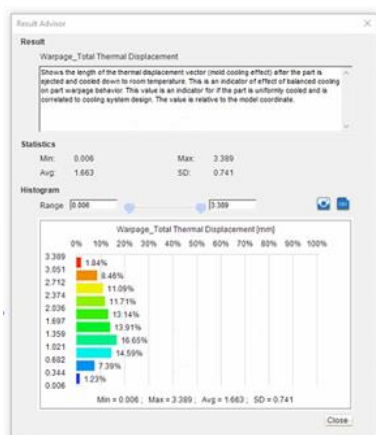 Result Advisor
Result
Warpage_Total Thermal Displacement
Shows the length of the thermal displacement vector (mold cooling effect) after the part is
ejected and cooled down to room temperature. This is an indicator of effect of balanced cooling
on part warpage behavior. This value is an indicator for if the part is uniformly cooled and is
correlated to cooling system design. The value is relative to the model coordinate.
Statistics
Min: 0.006 Max: 3.389
Avg: 1.663 SD: 0.741
Histogram
Range 0.006 3.389
Warpage_Total Thermal Displacement [mm]
0% 10% 20% 30% 40% 50% 60% 70% 80% 90% 100%
3.389
1.84%
3.051
8.46%
2.712
11.09%
2.374
11.71%
2.036
13.14%
1.697
13.91%
1.359
16.65%
1.021
14.59%
0.682
7.39%
0.344
1.23%
0.006
Min = 0.006 ; Max = 3.389 ; Avg = 1.663 ; SD = 0.741
Close